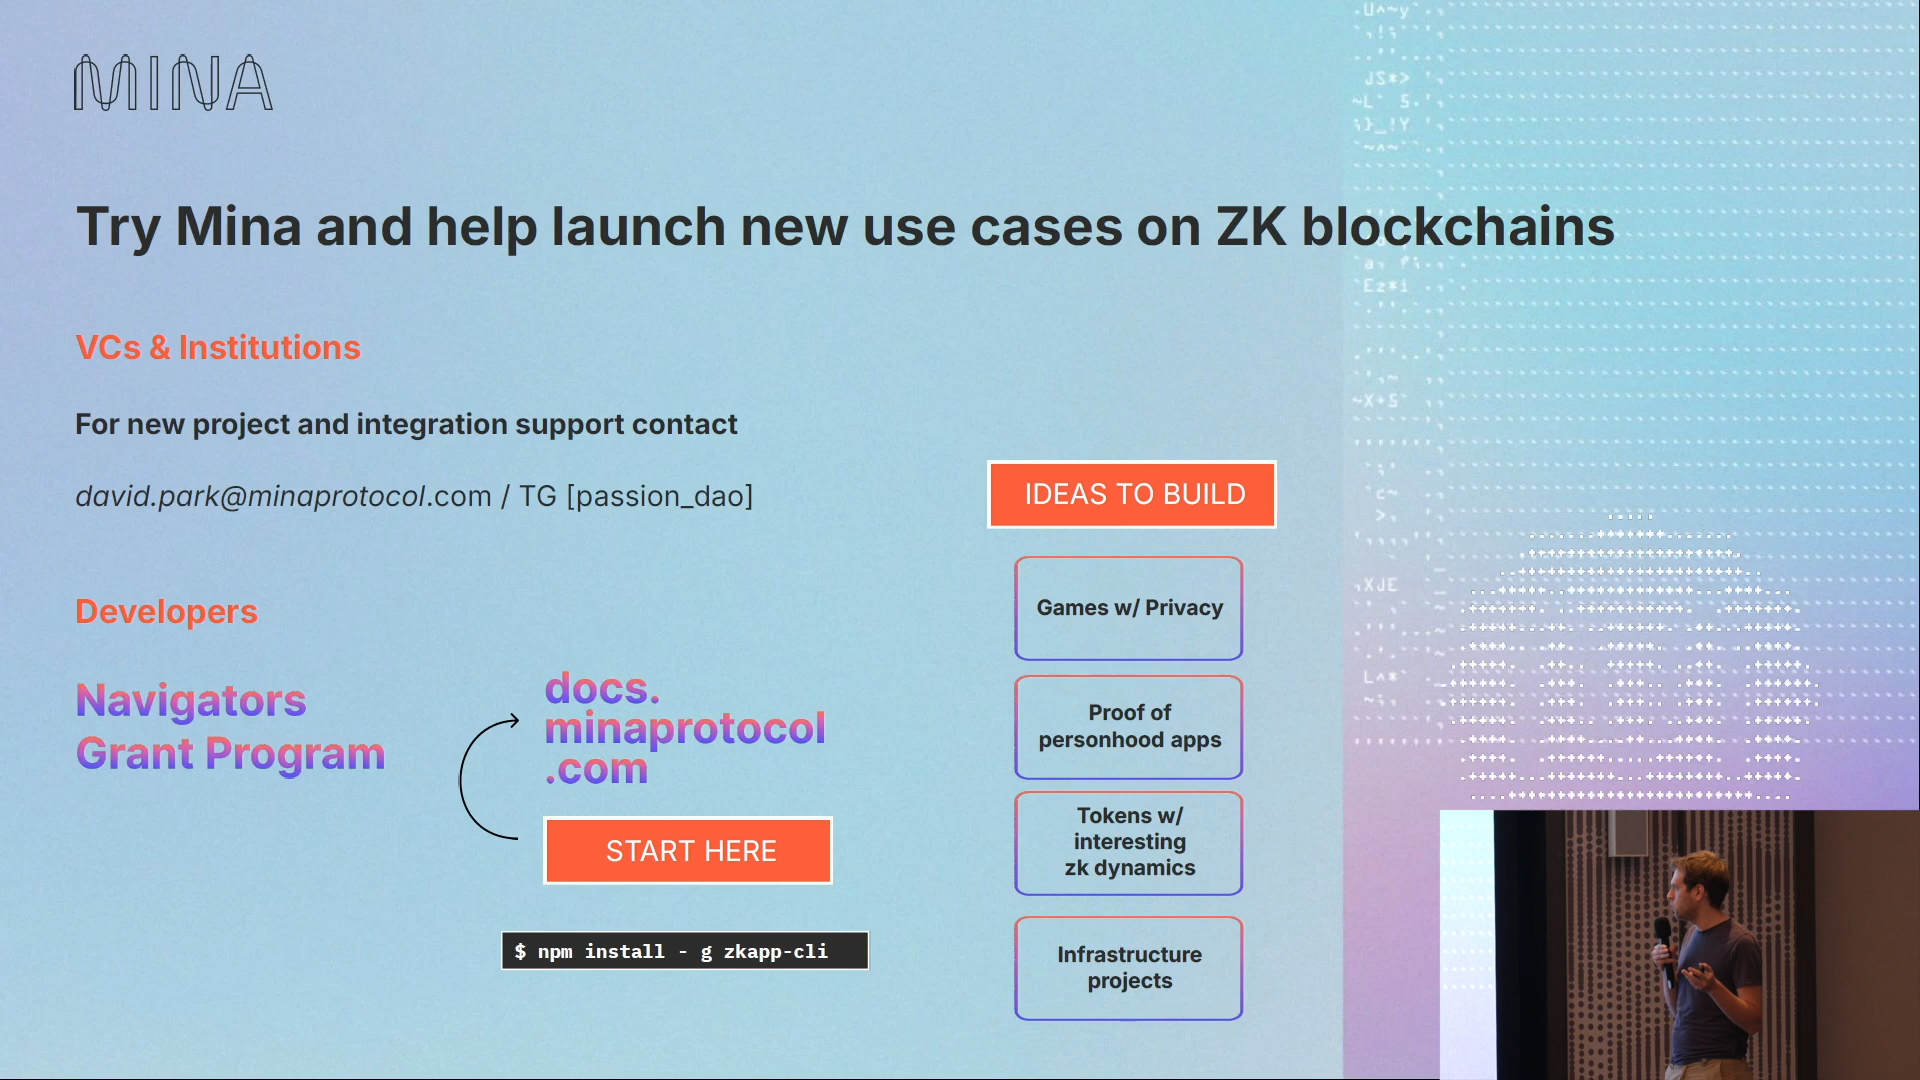 MINA
Try Mina and help launch new use cases on ZK blockchains
VCs & Institutions
For new project and integration support contact
david.park@minaprotocol.com / TG [passion_dao]
Developers
Navigators
Grant Program
docs.
minaprotocol
.com
START HERE
$ npm install - g zkapp-cli
IDEAS TO BUILD
Games w/ Privacy
Proof of
personhood apps
Tokens w/
interesting
zk dynamics
Infrastructure
projects